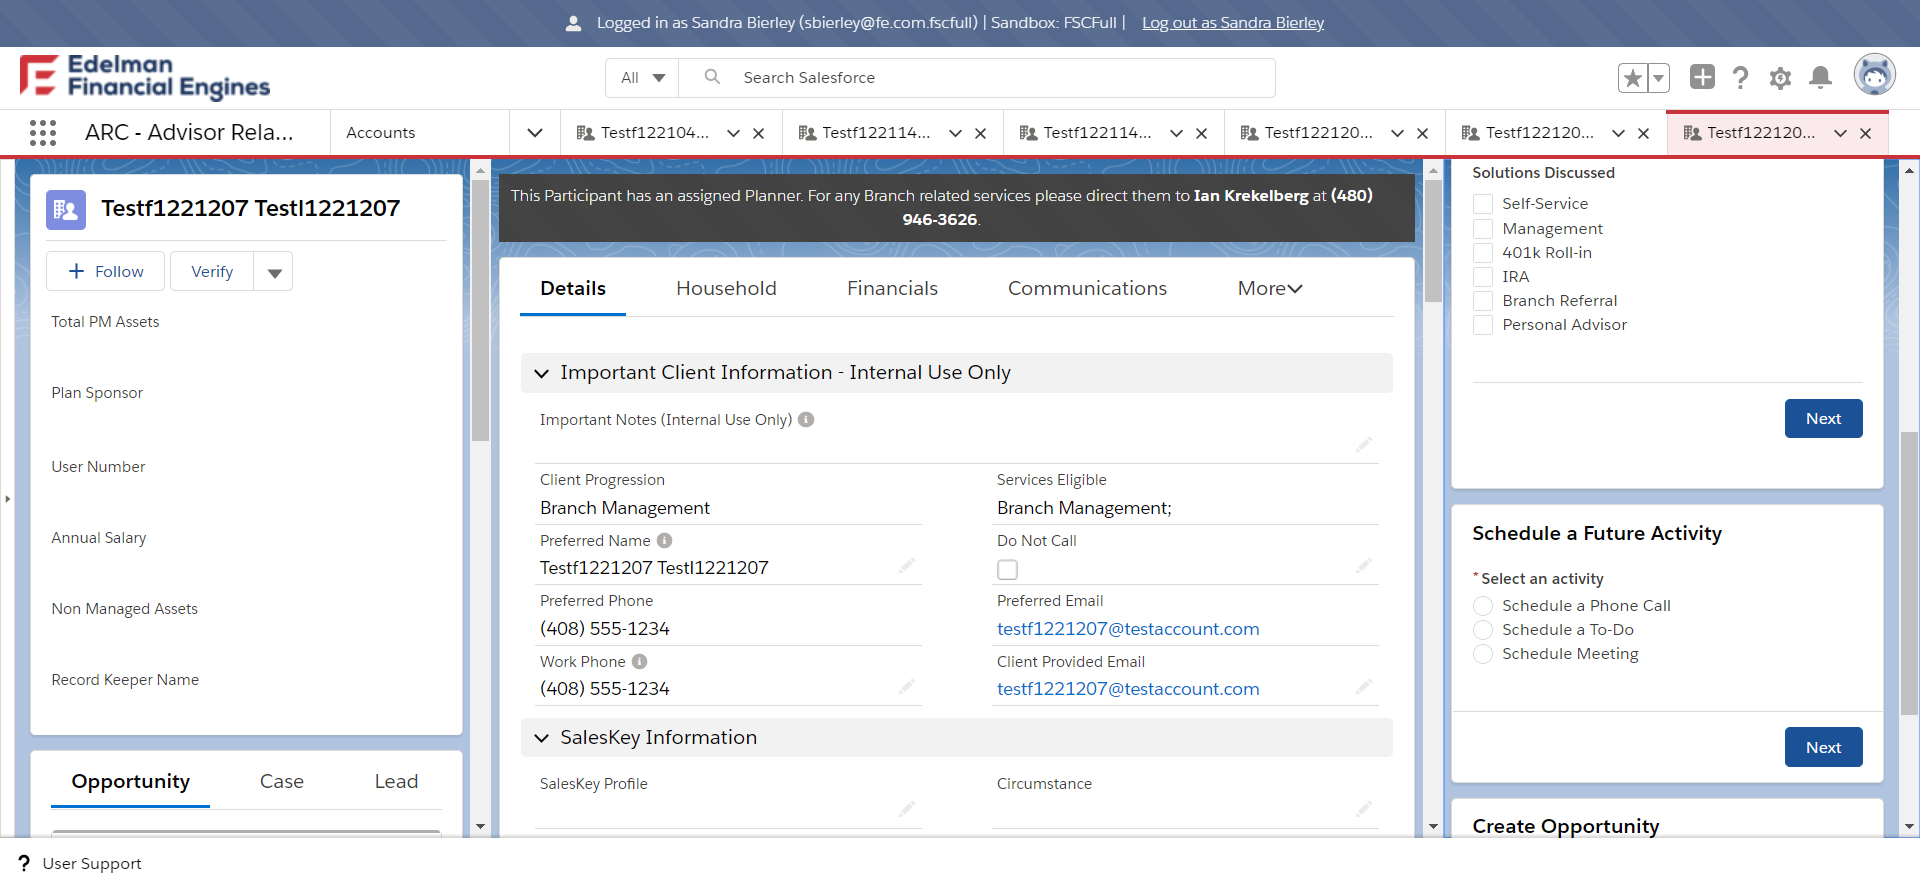 Logged in as Sandra Bierley (sbierley@fe.com.fscfull) | Sandbox: FSCFull | Log out as Sandra Bierley
Edelman
Financial Engines
All
Search Salesforce
ARC - Advisor Rela...
Accounts
Testf122104...
Testf122114...
Testf122114...
Testf122120...
Testf122120...
Testf122120...
Testf1221207 Testl1221207
Follow
Verify
Total PM Assets
Plan Sponsor
User Number
Annual Salary
Non Managed Assets
Record Keeper Name
Opportunity
Case
Lead
This Participant has an assigned Planner. For any Branch related services please direct them to Ian Krekelberg at (480)
946-3626.
Details
Household
Financials
Communications
More
Important Client Information - Internal Use Only
Important Notes (Internal Use Only)
Client Progression
Branch Management
Services Eligible
Branch Management;
Preferred Name
Testf1221207 Testl1221207
Do Not Call
Preferred Phone
(408) 555-1234
Preferred Email
testf1221207@testaccount.com
Work Phone
(408) 555-1234
Client Provided Email
testf1221207@testaccount.com
SalesKey Information
SalesKey Profile
Circumstance
Solutions Discussed
Self-Service
Management
401k Roll-in
IRA
Branch Referral
Personal Advisor
Next
Schedule a Future Activity
* Select an activity
Schedule a Phone Call
Schedule a To-Do
Schedule Meeting
Next
Create Opportunity
? User Support